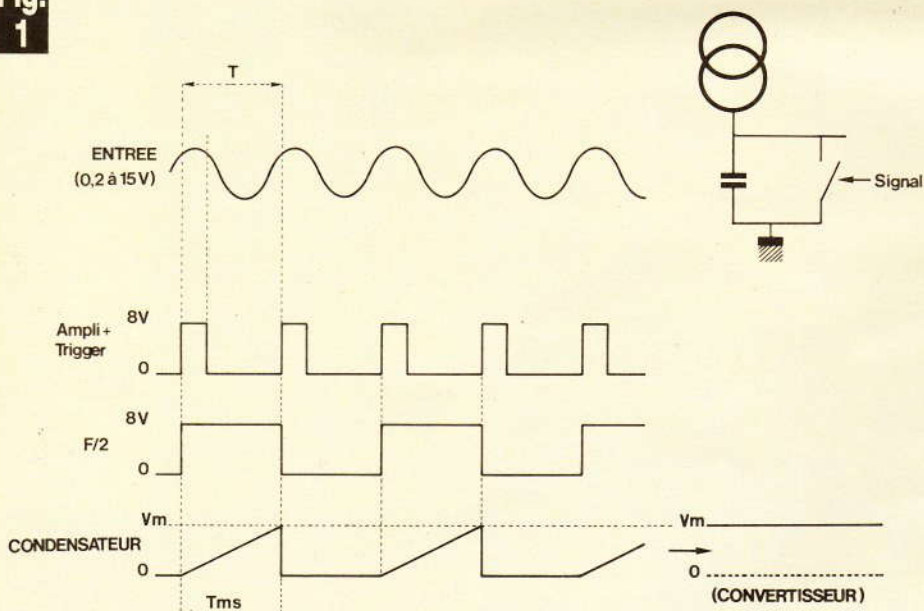 Fig.
1
T
ENTREE
(0,2 à 15V)
Signal
Ampli +
Trigger
8V
0
F/2
8V
0
CONDENSATEUR
Vm
0
Tms
Vm
0
(CONVERTISSEUR)